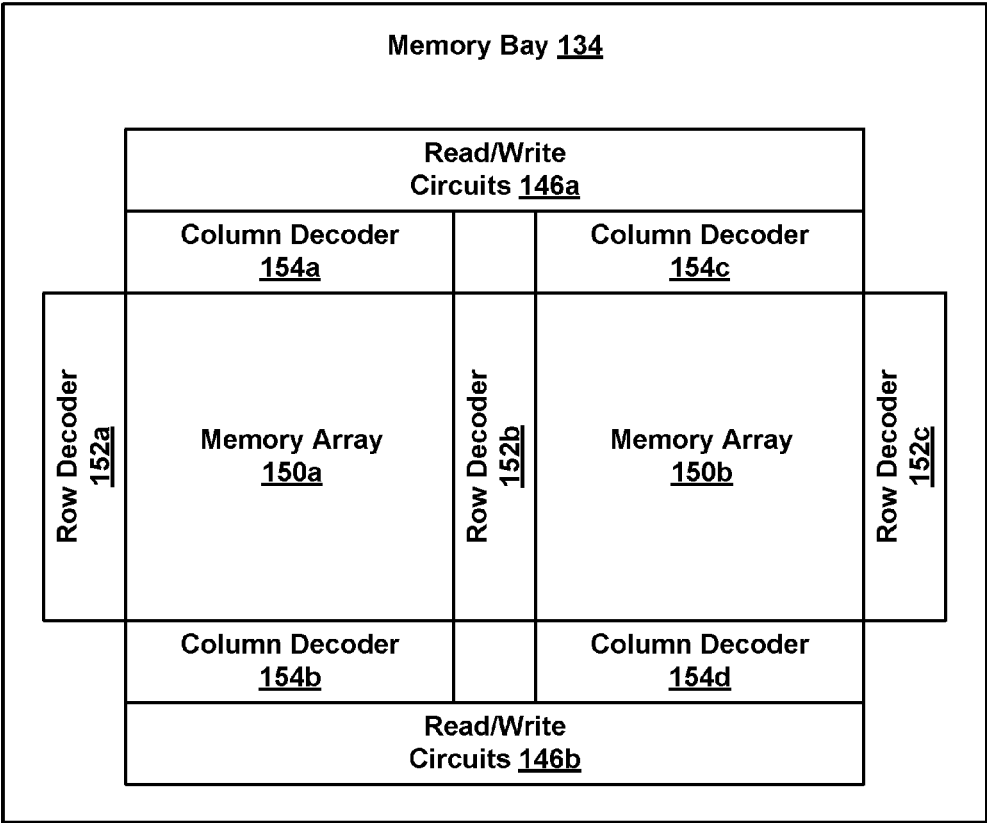 Memory Bay 134
Read/Write
Circuits 146a
Column Decoder
154a
Column Decoder
154c
Row Decoder
152a
Memory Array
150a
Row Decoder
152b
Memory Array
150b
Row Decoder
152c
Column Decoder
154b
Column Decoder
154d
Read/Write
Circuits 146b